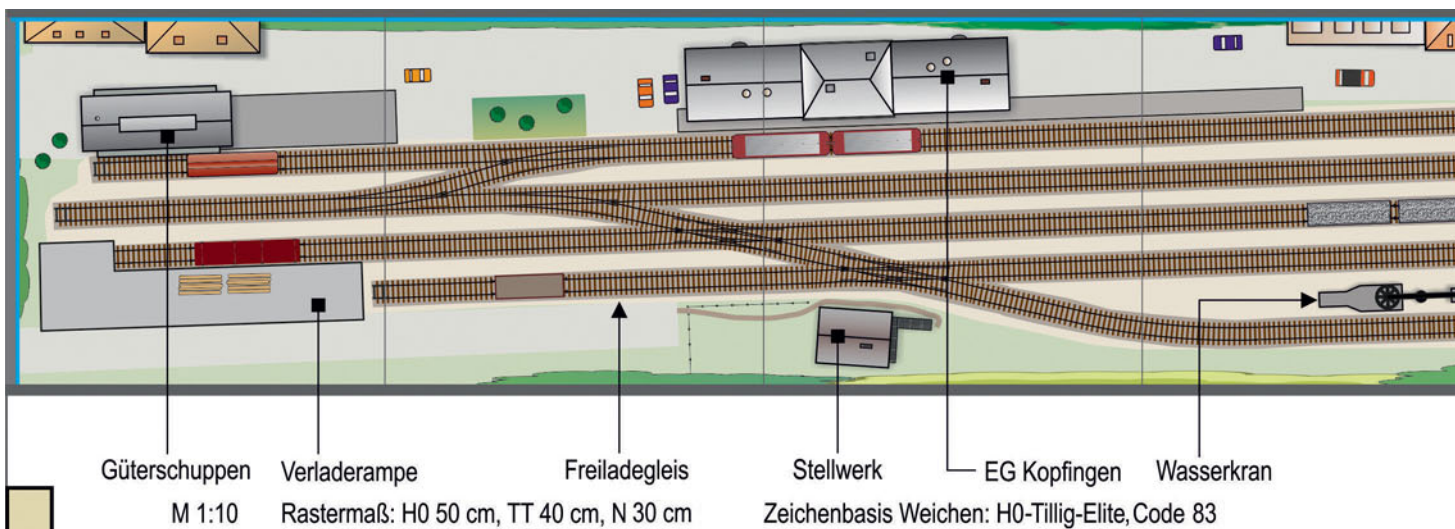 Güterschuppen Verladerampe Freiladegleis Stellwerk EG Kopfingen Wasserkran
M 1:10 Rastermaß: H0 50 cm, TT 40 cm, N 30 cm Zeichenbasis Weichen: H0-Tillig-Elite, Code 83